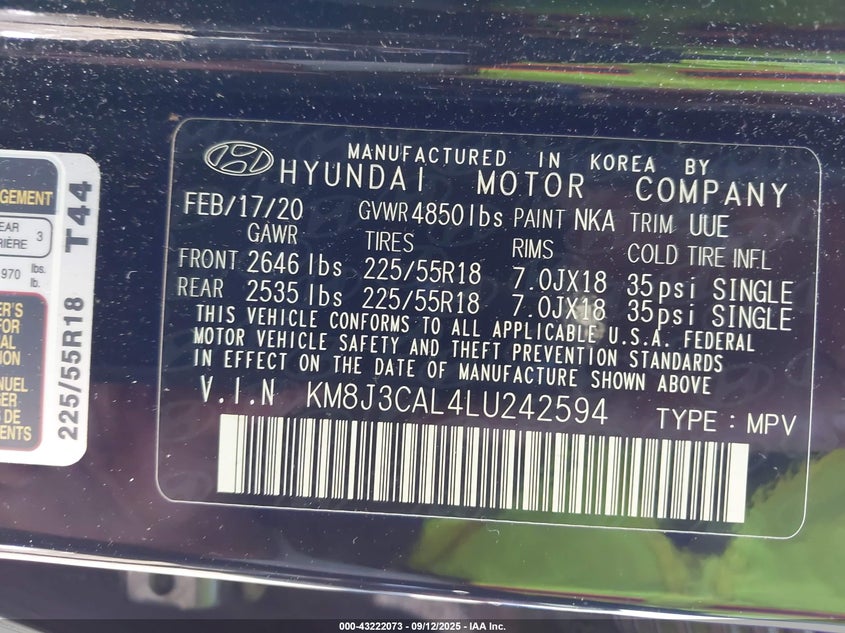 MANUFACTURED IN KOREA BY
HYUNDAI MOTOR COMPANY
FEB/17/20 GVWR 4850lbs PAINT NKA TRIM UUE
GAWR TIRES RIMS COLD TIRE INFL
FRONT 2646 lbs 225/55R18 7.0JX18 35psi SINGLE
REAR 2535 lbs 225/55R18 7.0JX18 35psi SINGLE
THIS VEHICLE CONFORMS TO ALL APPLICABLE U.S.A. FEDERAL
MOTOR VEHICLE SAFETY AND THEFT PREVENTION STANDARDS
IN EFFECT ON THE DATE OF MANUFACTURE SHOWN ABOVE
V.I.N KM8J3CAL4LU242594 TYPE : MPV
3
970 lbs.
lb.
225/55R18 T44
000-43222073 - 09/12/2025 - IAA Inc.